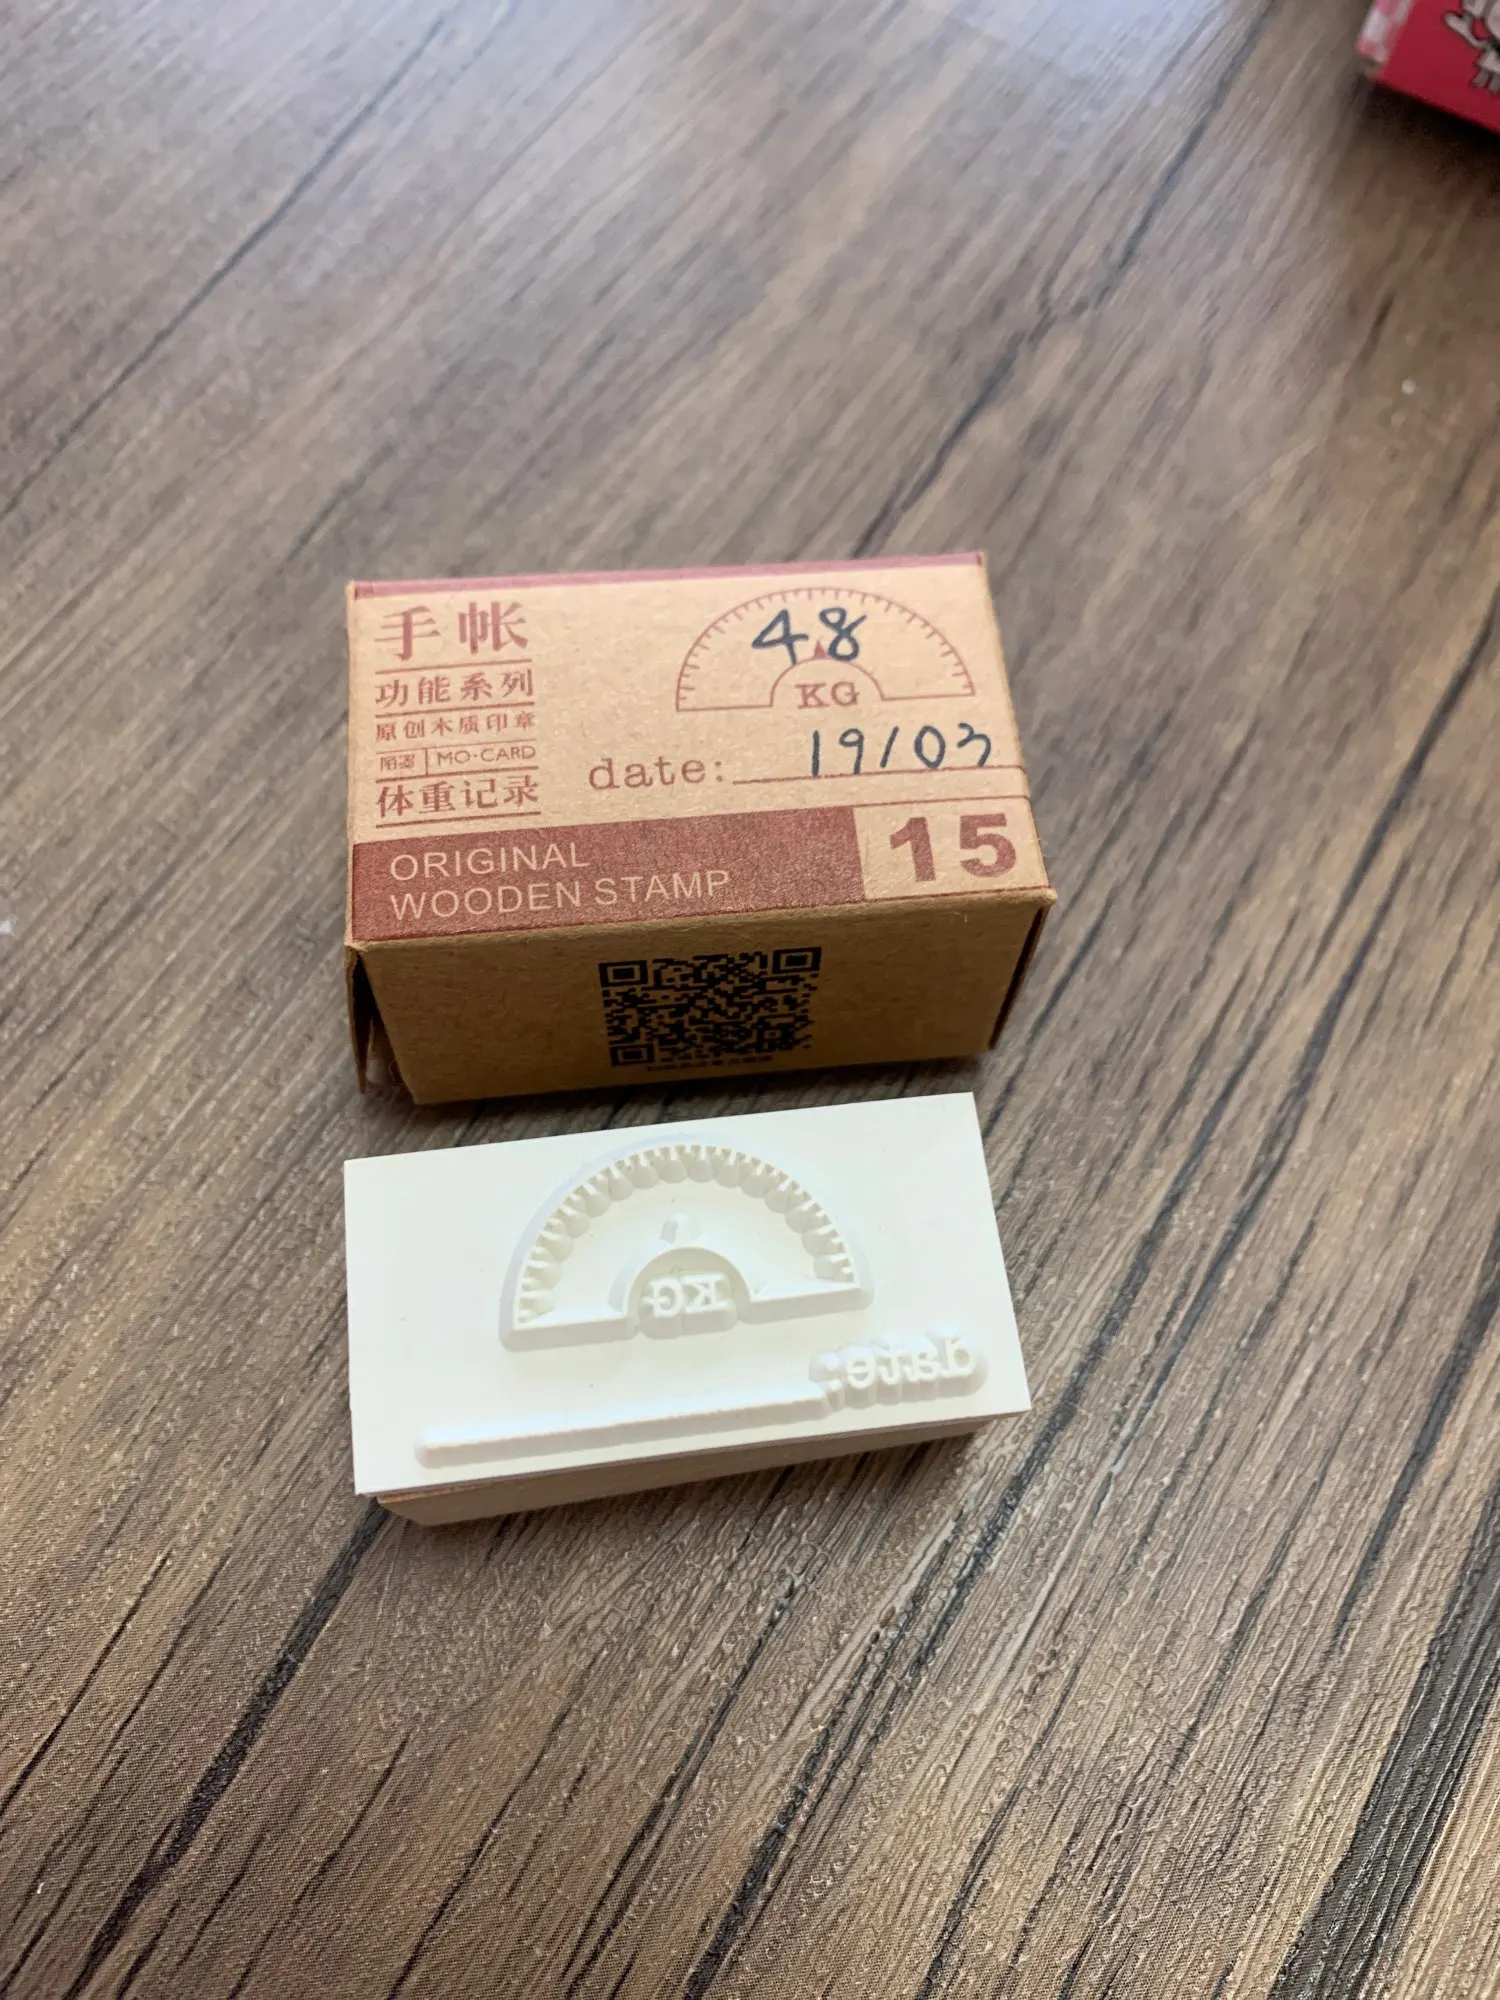 手帐
功能系列
原创木质印章
陌墨 MO·CARD
体重记录
48
KG
date: 19/03
ORIGINAL
WOODEN STAMP
15
KG
date: